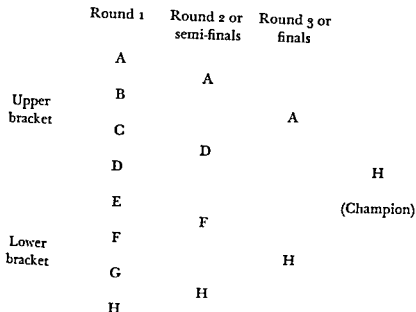 Round 1 Round 2 or semi-finals Round 3 or finals
A
A
B
Upper bracket
A
C
D
D
H
E
(Champion)
F
F
Lower bracket
H
G
H
H